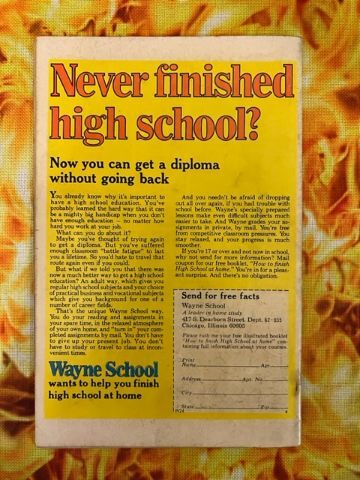 Never finished
high school?
Now you can get a diploma
without going back
You already know why it's important to
have a high school education. You've
probably learned the hard way that it can
be a mighty big handicap when you don't
have enough education — no matter how
hard you work at your job.
What can you do about it?
Maybe you've thought of trying again
to get a diploma. But you've suffered
enough classroom "battle fatigue" to last
you a lifetime. So you'd hate to travel that
route again even if you could.
But what if we told you that there was
now a much better way to get a high school
education? An adult way, which gives you
regular high school subjects and your choice
of practical business and vocational subjects
which give you background for one of a
number of career fields.
That's the unique Wayne School way.
You do your reading and assignments in
your spare time, in the relaxed atmosphere
of your own home, and "turn in" your com-
pleted assignments by mail. You don't have
to give up your present job. You don't
have to study or travel to class at incon-
venient times.
Wayne School
wants to help you finish
high school at home
And you needn't be afraid of dropping
out all over again. If you had trouble with
school before, Wayne's specially prepared
lessons make even difficult subjects much
easier to take. And Wayne grades your as-
signments in private, by mail. You're free
from competitive classroom pressures. You
stay relaxed, and your progress is much
smoother.
If you're 17 or over and not now in school,
why not send for more information? Mail
coupon for our free booklet, "How to finish
High School at home." You're in for a pleas-
ant surprise. And there's no obligation.
Send for free facts
Wayne School
A leader in home study
417 S. Dearborn Street, Dept.
Chicago, Illinois 60605
Please rush me your free illustrated booklet
"How to finish High School at home" con-
taining full information about your courses.
Print
Name Age
Address Apt. No.
City
State Zip